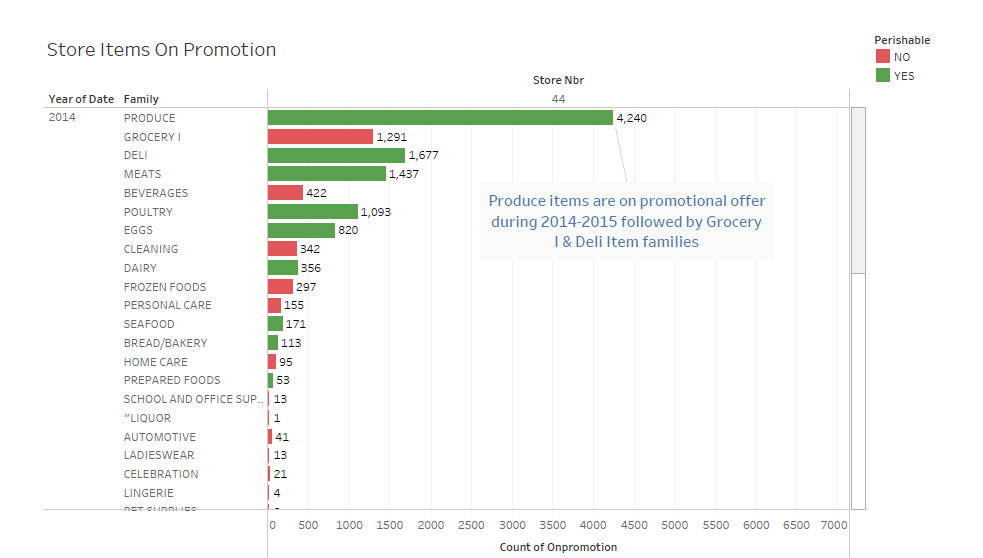 Store Items On Promotion
Perishable
NO
YES
Store Nbr
Year of Date Family 44
2014 PRODUCE 4,240
GROCERY I 1,291
DELI 1,677
MEATS 1,437
BEVERAGES 422
POULTRY 1,093
EGGS 820
CLEANING 342
DAIRY 356
FROZEN FOODS 297
PERSONAL CARE 155
SEAFOOD 171
BREAD/BAKERY 113
HOME CARE 95
PREPARED FOODS 53
SCHOOL AND OFFICE SUP.. 13
"LIQUOR 1
AUTOMOTIVE 41
LADIESWEAR 13
CELEBRATION 21
LINGERIE 4
PET SUPPLIES
Produce items are on promotional offer
during 2014-2015 followed by Grocery
I & Deli Item families
0 500 1000 1500 2000 2500 3000 3500 4000 4500 5000 5500 6000 6500 7000
Count of Onpromotion